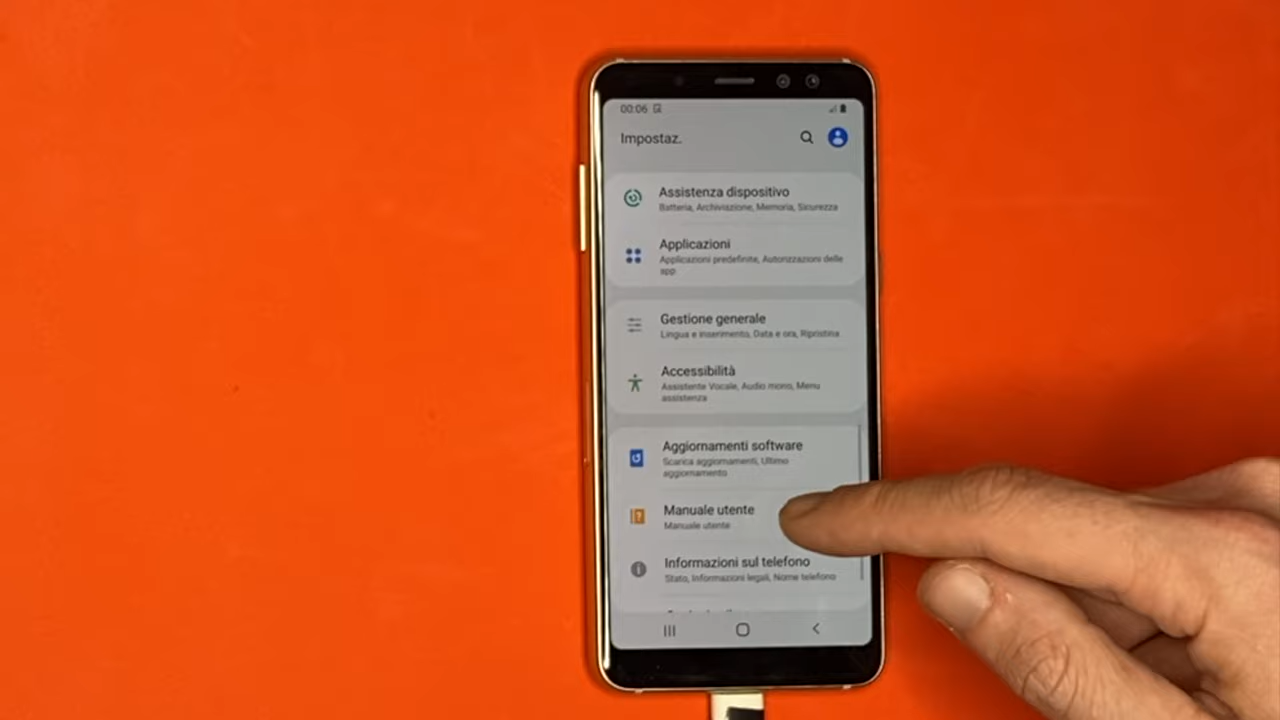 00:06
Impostaz.
Assistenza dispositivo
Batteria, Archiviazione, Memoria, Sicurezza
Applicazioni
Applicazioni predefinite, Autorizzazioni delle
app
Gestione generale
Lingua e inserimento, Data e ora, Ripristina
Accessibilità
Assistente Vocale, Audio mono, Menu
assistenza
Aggiornamenti software
Scarica aggiornamenti, Ultimo
aggiornamento
Manuale utente
Manuale utente
Informazioni sul telefono
Stato, Informazioni legali, Nome telefono